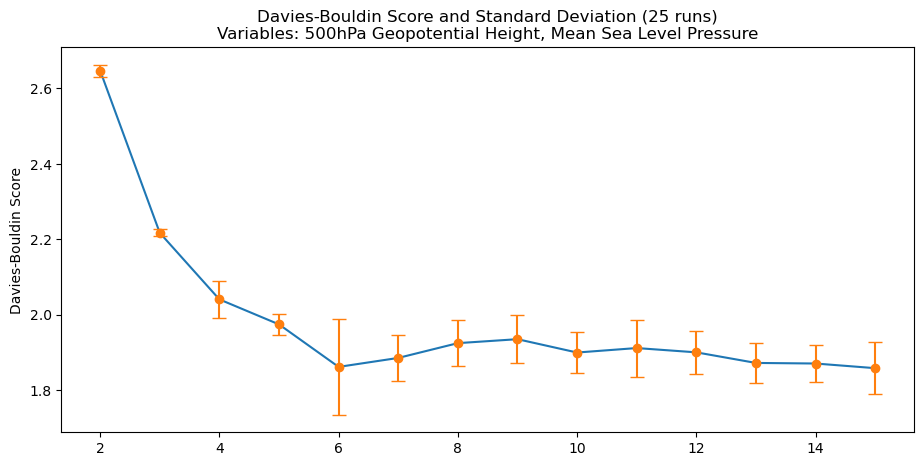 Davies-Bouldin Score and Standard Deviation (25 runs)
Variables: 500hPa Geopotential Height, Mean Sea Level Pressure
Davies-Bouldin Score
2.6
2.4
2.2
2.0
1.8
2 4 6 8 10 12 14